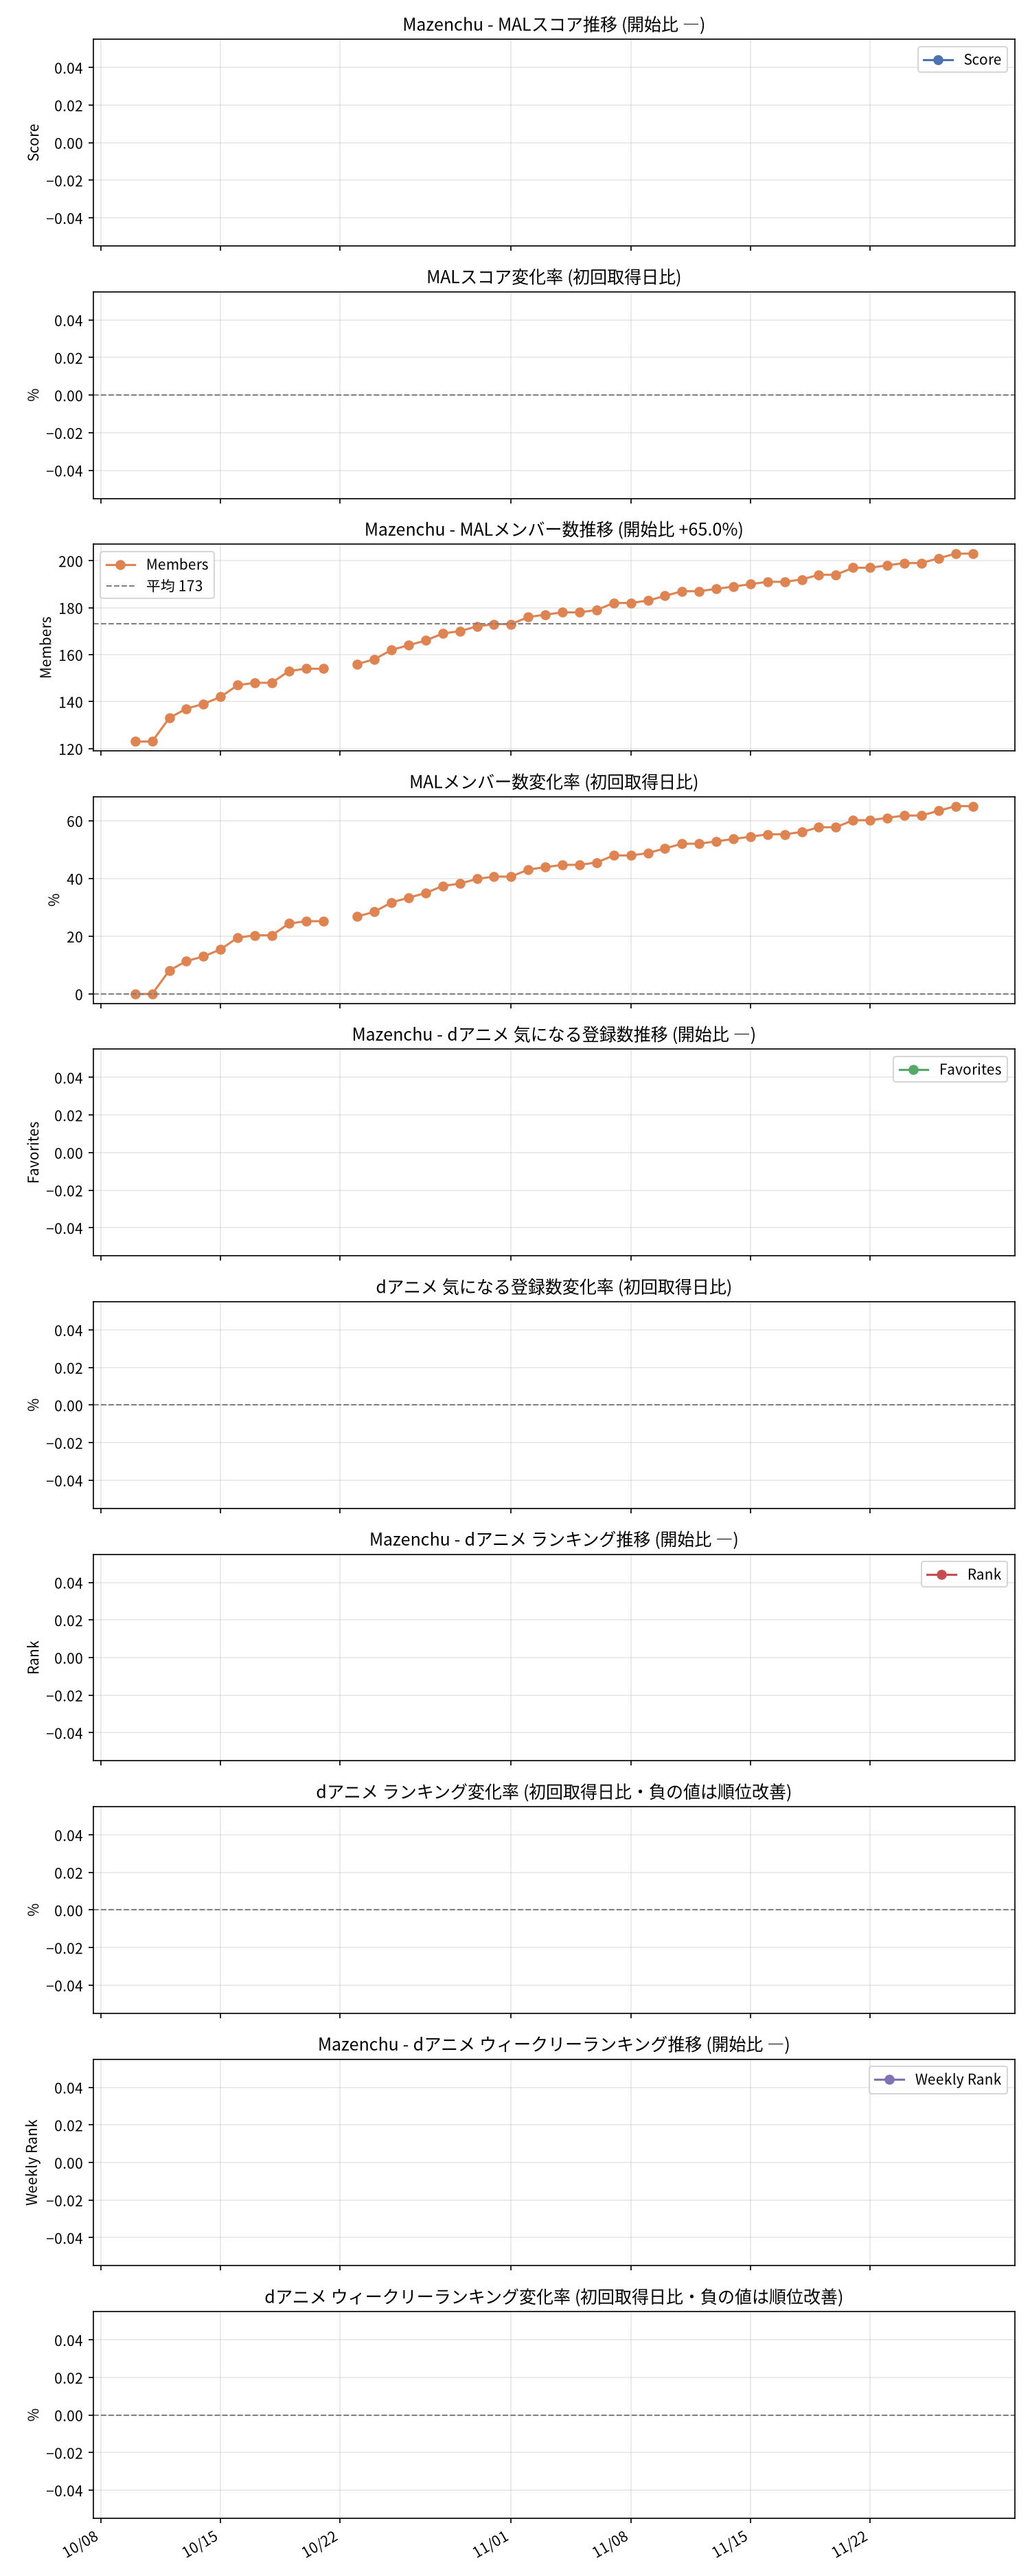 Mazenchu - MALスコア推移 (開始比 —)
Score
0.04
0.02
0.00
−0.02
−0.04
Score
MALスコア変化率 (初回取得日比)
0.04
0.02
0.00
−0.02
−0.04
%
Mazenchu - MALメンバー数推移 (開始比 +65.0%)
Members
平均 173
200
180
160
140
120
Members
MALメンバー数変化率 (初回取得日比)
60
40
20
0
%
Mazenchu - dアニメ 気になる登録数推移 (開始比 —)
Favorites
0.04
0.02
0.00
−0.02
−0.04
Favorites
dアニメ 気になる登録数変化率 (初回取得日比)
0.04
0.02
0.00
−0.02
−0.04
%
Mazenchu - dアニメ ランキング推移 (開始比 —)
Rank
0.04
0.02
0.00
−0.02
−0.04
Rank
dアニメ ランキング変化率 (初回取得日比・負の値は順位改善)
0.04
0.02
0.00
−0.02
−0.04
%
Mazenchu - dアニメ ウィークリーランキング推移 (開始比 —)
Weekly Rank
0.04
0.02
0.00
−0.02
−0.04
Weekly Rank
dアニメ ウィークリーランキング変化率 (初回取得日比・負の値は順位改善)
0.04
0.02
0.00
−0.02
−0.04
%
10/08
10/15
10/22
11/01
11/08
11/15
11/22